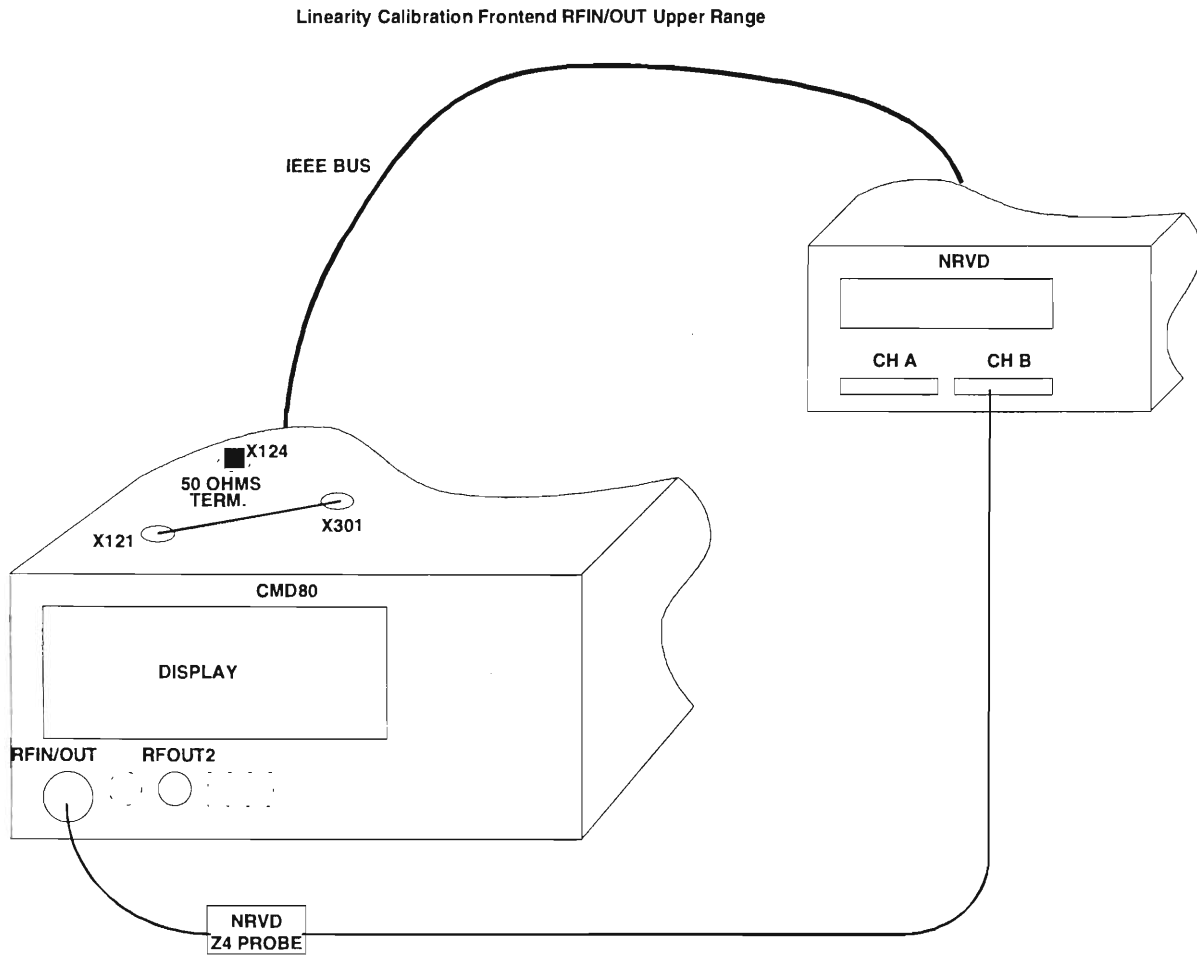 Linearity Calibration Frontend RFIN/OUT Upper Range
IEEE BUS
NRVD
CH A
CH B
X124
50 OHMS
TERM.
X301
X121
CMD80
DISPLAY
RFIN/OUT
RFOUT2
NRVD
Z4 PROBE